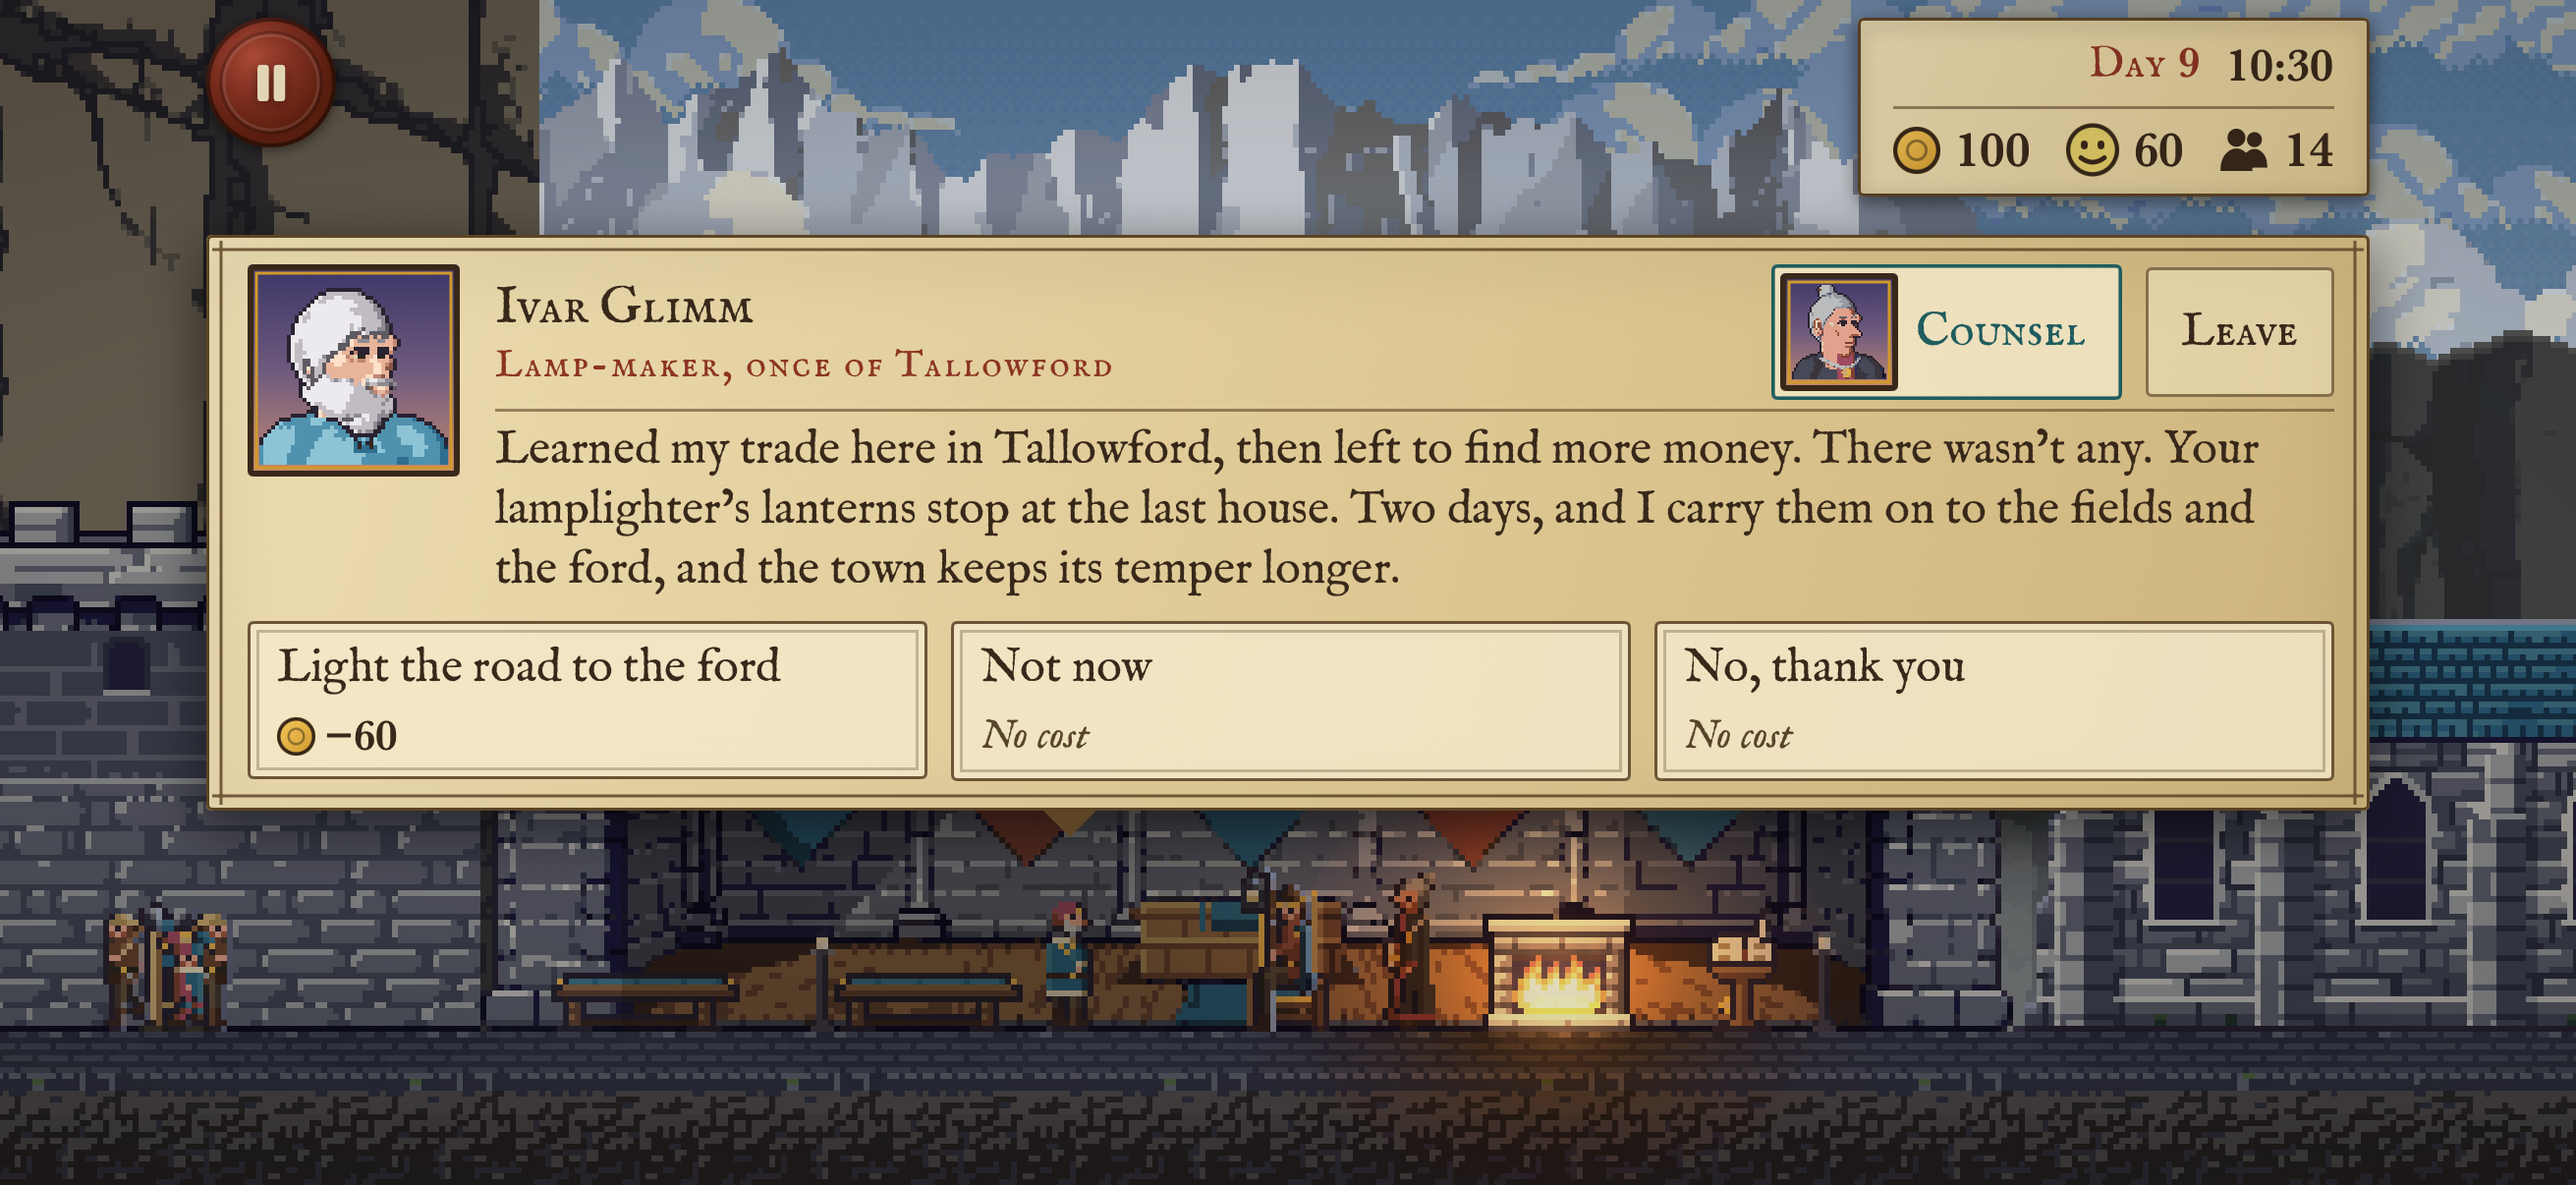 Day 9 10:30
100 60 14
Ivar Glimm
Lamp-maker, once of Tallowford
Counsel
Leave
Learned my trade here in Tallowford, then left to find more money. There wasn’t any. Your
lamplighter’s lanterns stop at the last house. Two days, and I carry them on to the fields and
the ford, and the town keeps its temper longer.
Light the road to the ford
−60
Not now
No cost
No, thank you
No cost